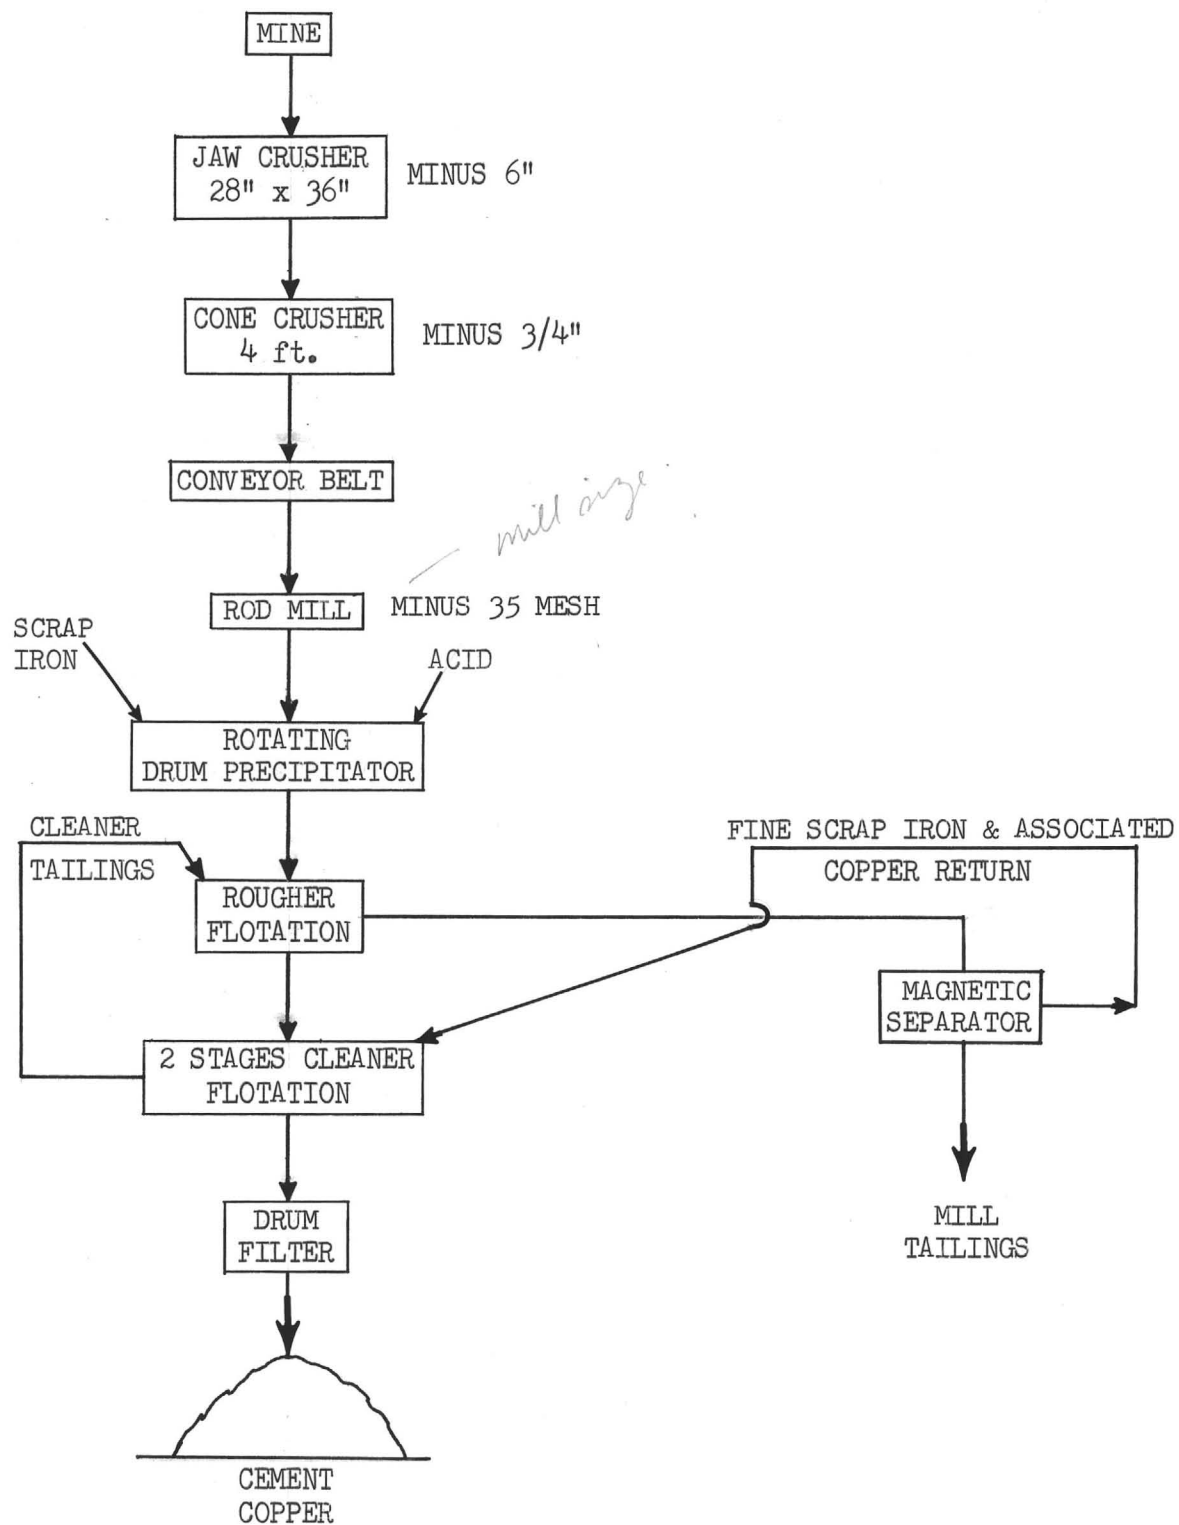 MINE
JAW CRUSHER
28" x 36"
MINUS 6"
CONE CRUSHER
4 ft.
MINUS 3/4"
CONVEYOR BELT
mill size
ROD MILL
MINUS 35 MESH
SCRAP
IRON
ACID
ROTATING
DRUM PRECIPITATOR
CLEANER
TAILINGS
FINE SCRAP IRON & ASSOCIATED
COPPER RETURN
ROUGHER
FLOTATION
MAGNETIC
SEPARATOR
2 STAGES CLEANER
FLOTATION
DRUM
FILTER
MILL
TAILINGS
CEMENT
COPPER